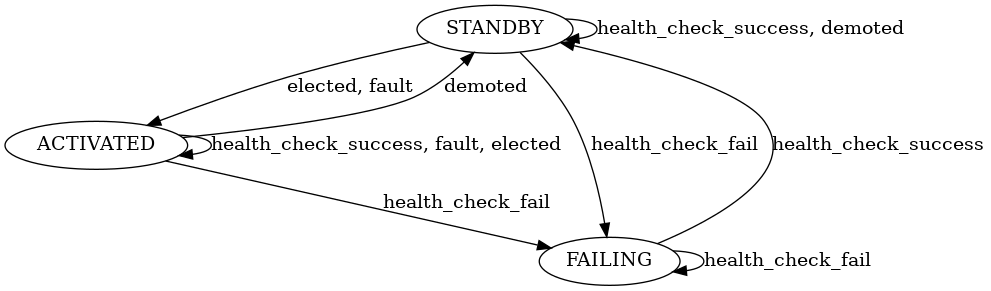 STANDBY
health_check_success, demoted
elected, fault
demoted
ACTIVATED
health_check_success, fault, elected
health_check_fail
health_check_success
health_check_fail
FAILING
health_check_fail